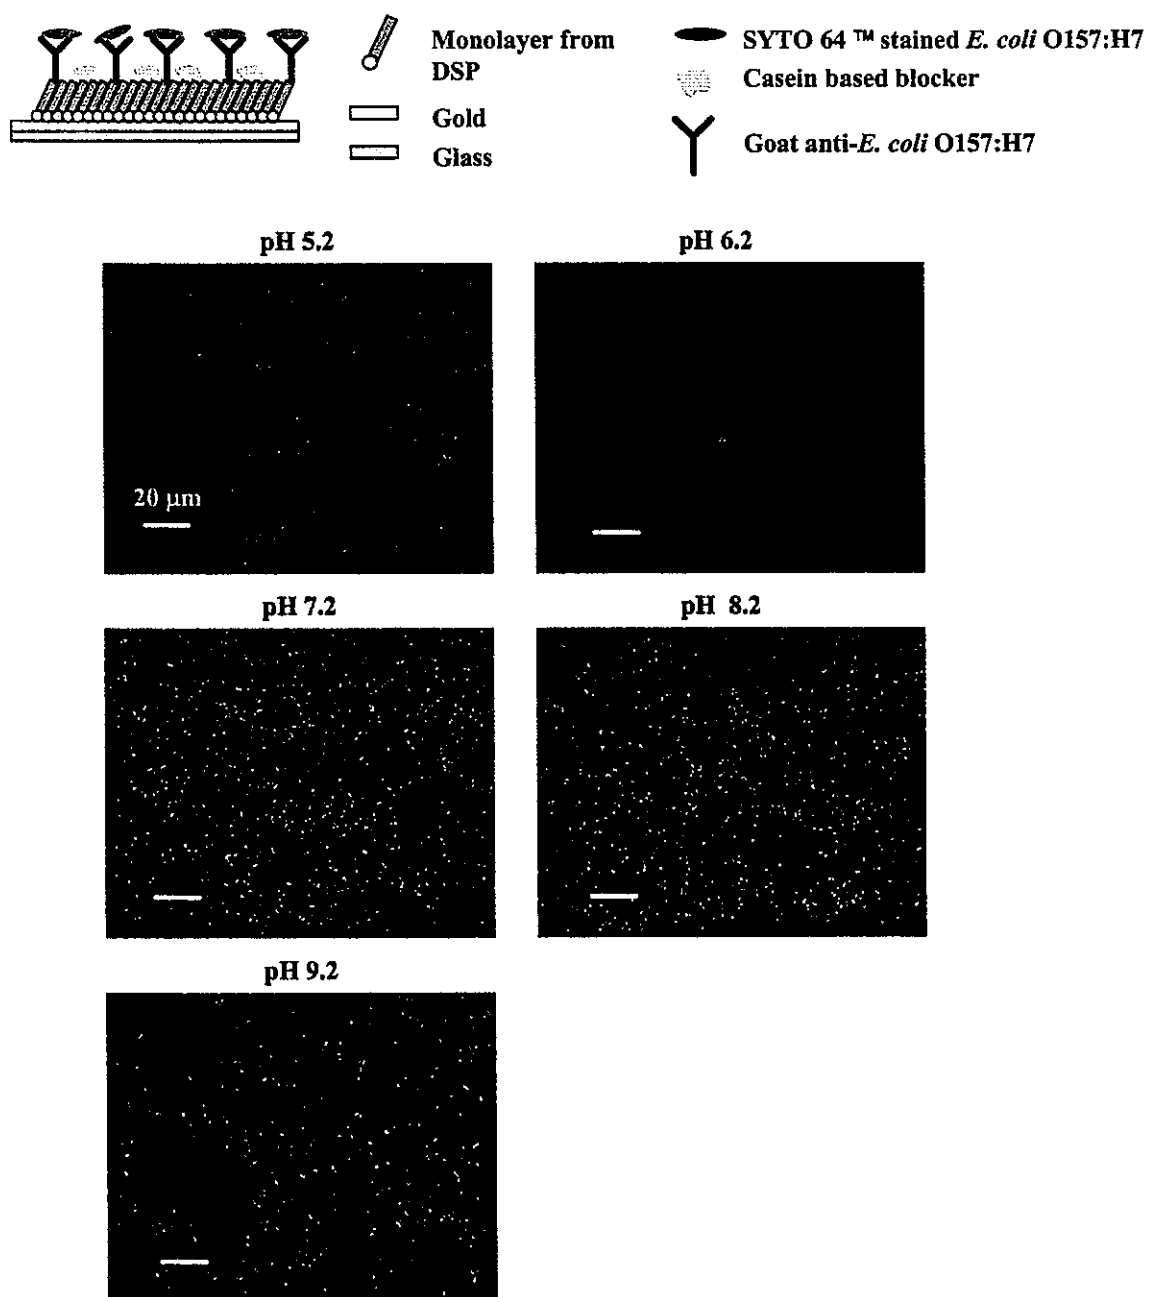 Monolayer from
DSP
Gold
Glass
SYTO 64 ™ stained E. coli O157:H7
Casein based blocker
Goat anti-E. coli O157:H7
pH 5.2
pH 6.2
20 µm
pH 7.2
pH 8.2
pH 9.2